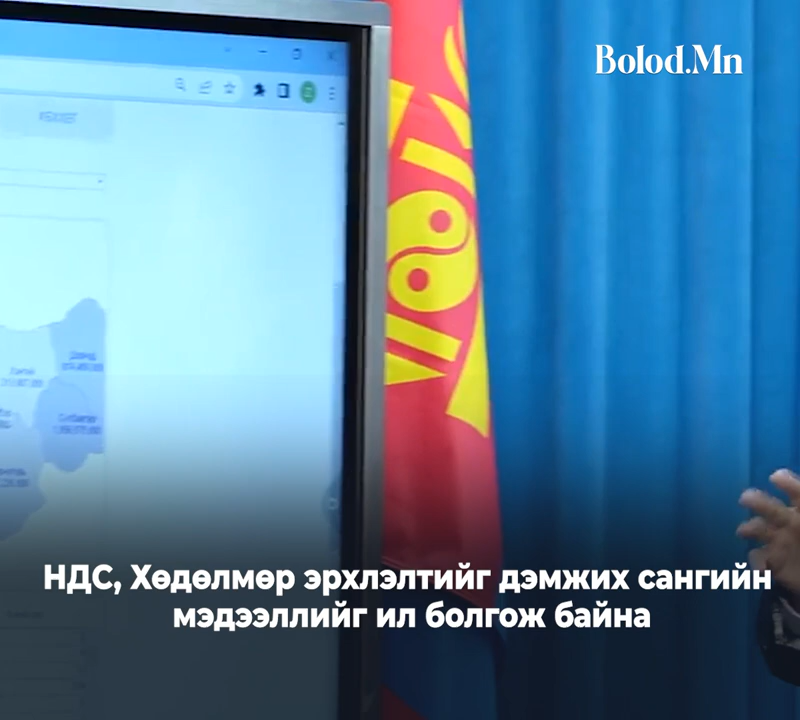 Bolod.Mn
НДС, Хөдөлмөр эрхлэлтийг дэмжих сангийн
мэдээллийг ил болгож байна